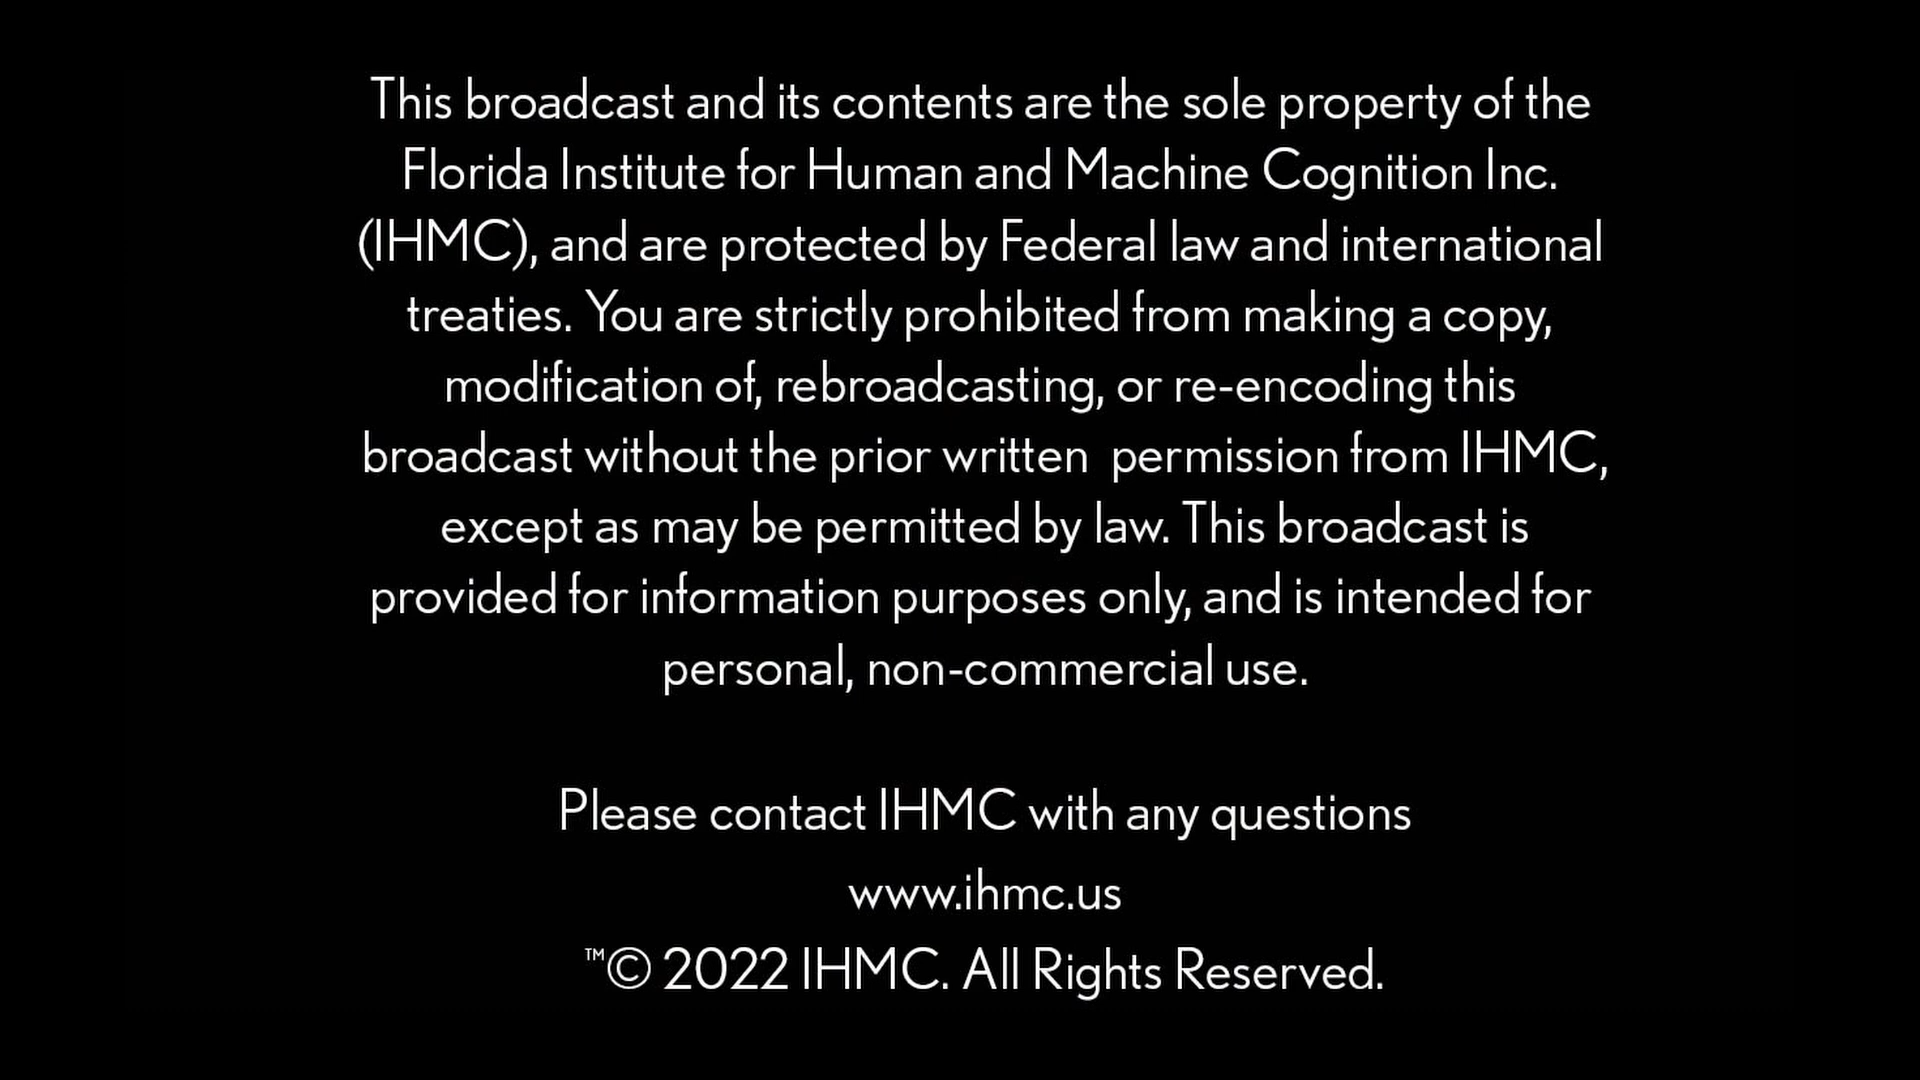 This broadcast and its contents are the sole property of the
Florida Institute for Human and Machine Cognition Inc.
(IHMC), and are protected by Federal law and international
treaties. You are strictly prohibited from making a copy,
modification of, rebroadcasting, or re-encoding this
broadcast without the prior written  permission from IHMC,
except as may be permitted by law. This broadcast is
provided for information purposes only, and is intended for
personal, non-commercial use.
Please contact IHMC with any questions
www.ihmc.us
™© 2022 IHMC. All Rights Reserved.